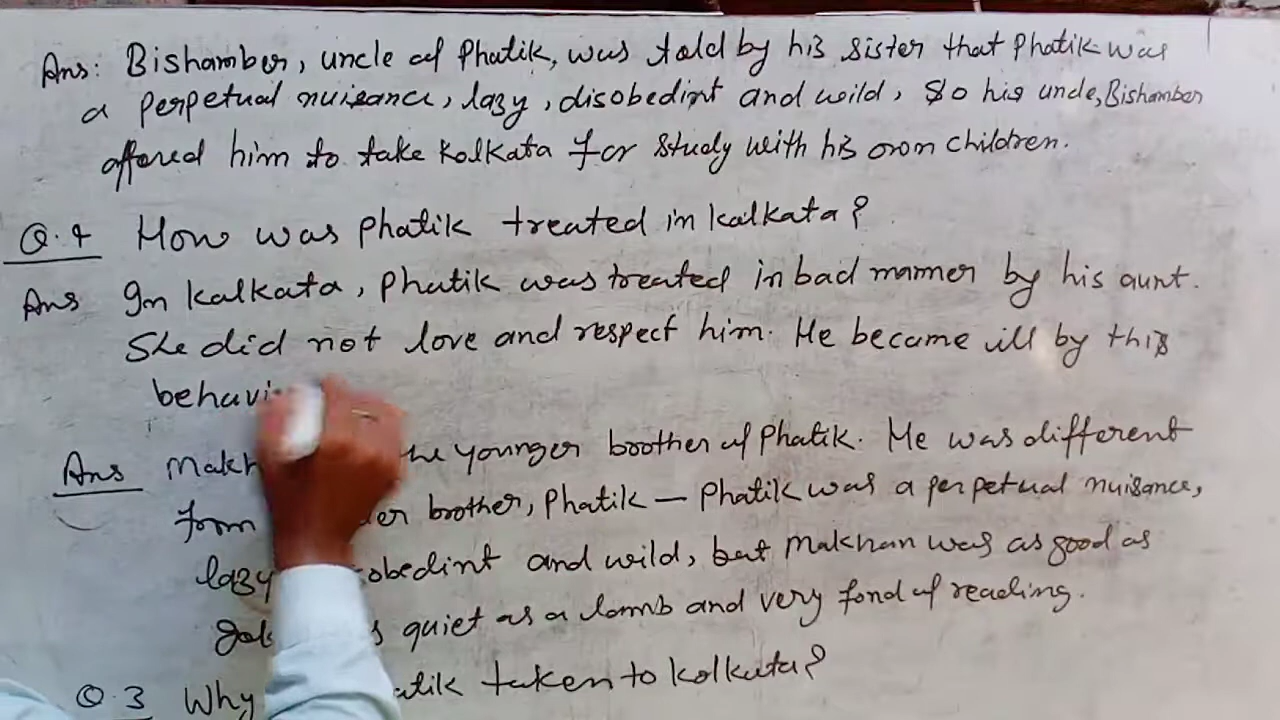 Ans: Bishamber, uncle of Phatik, was told by his sister that Phatik was
a perpetual nuisance, lazy, disobedint and wild, So his uncle, Bishamber
offered him to take Kolkata for study with his own children.
Q.4 How was Phatik treated in kalkata?
Ans In kalkata, Phatik was treated in bad manner by his aunt.
She did not love and respect him. He became ill by this
Ans younger brother of Phatik. He was different
from brother, Phatik — Phatik was a perpetual nuisance,
lazy and wild, but Makhan was as good as
quiet as a lamb and very fond of reading.
Q.3 Why taken to kolkata?